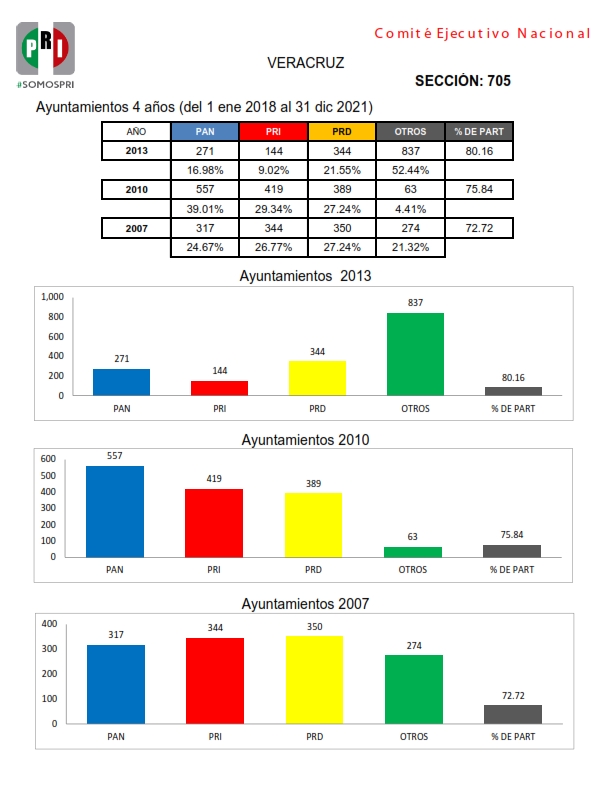 Comité Ejecutivo Nacional
PRI
#SOMOSPRI
VERACRUZ
SECCIÓN: 705
Ayuntamientos 4 años (del 1 ene 2018 al 31 dic 2021)
AÑO PAN PRI PRD OTROS % DE PART
2013 271 144 344 837 80.16
16.98% 9.02% 21.55% 52.44%
2010 557 419 389 63 75.84
39.01% 29.34% 27.24% 4.41%
2007 317 344 350 274 72.72
24.67% 26.77% 27.24% 21.32%
Ayuntamientos 2013
1,000
800
600
400
200
0
271 144 344 837 80.16
PAN PRI PRD OTROS % DE PART
Ayuntamientos 2010
600
500
400
300
200
100
0
557 419 389 63 75.84
PAN PRI PRD OTROS % DE PART
Ayuntamientos 2007
400
300
200
100
0
317 344 350 274 72.72
PAN PRI PRD OTROS % DE PART